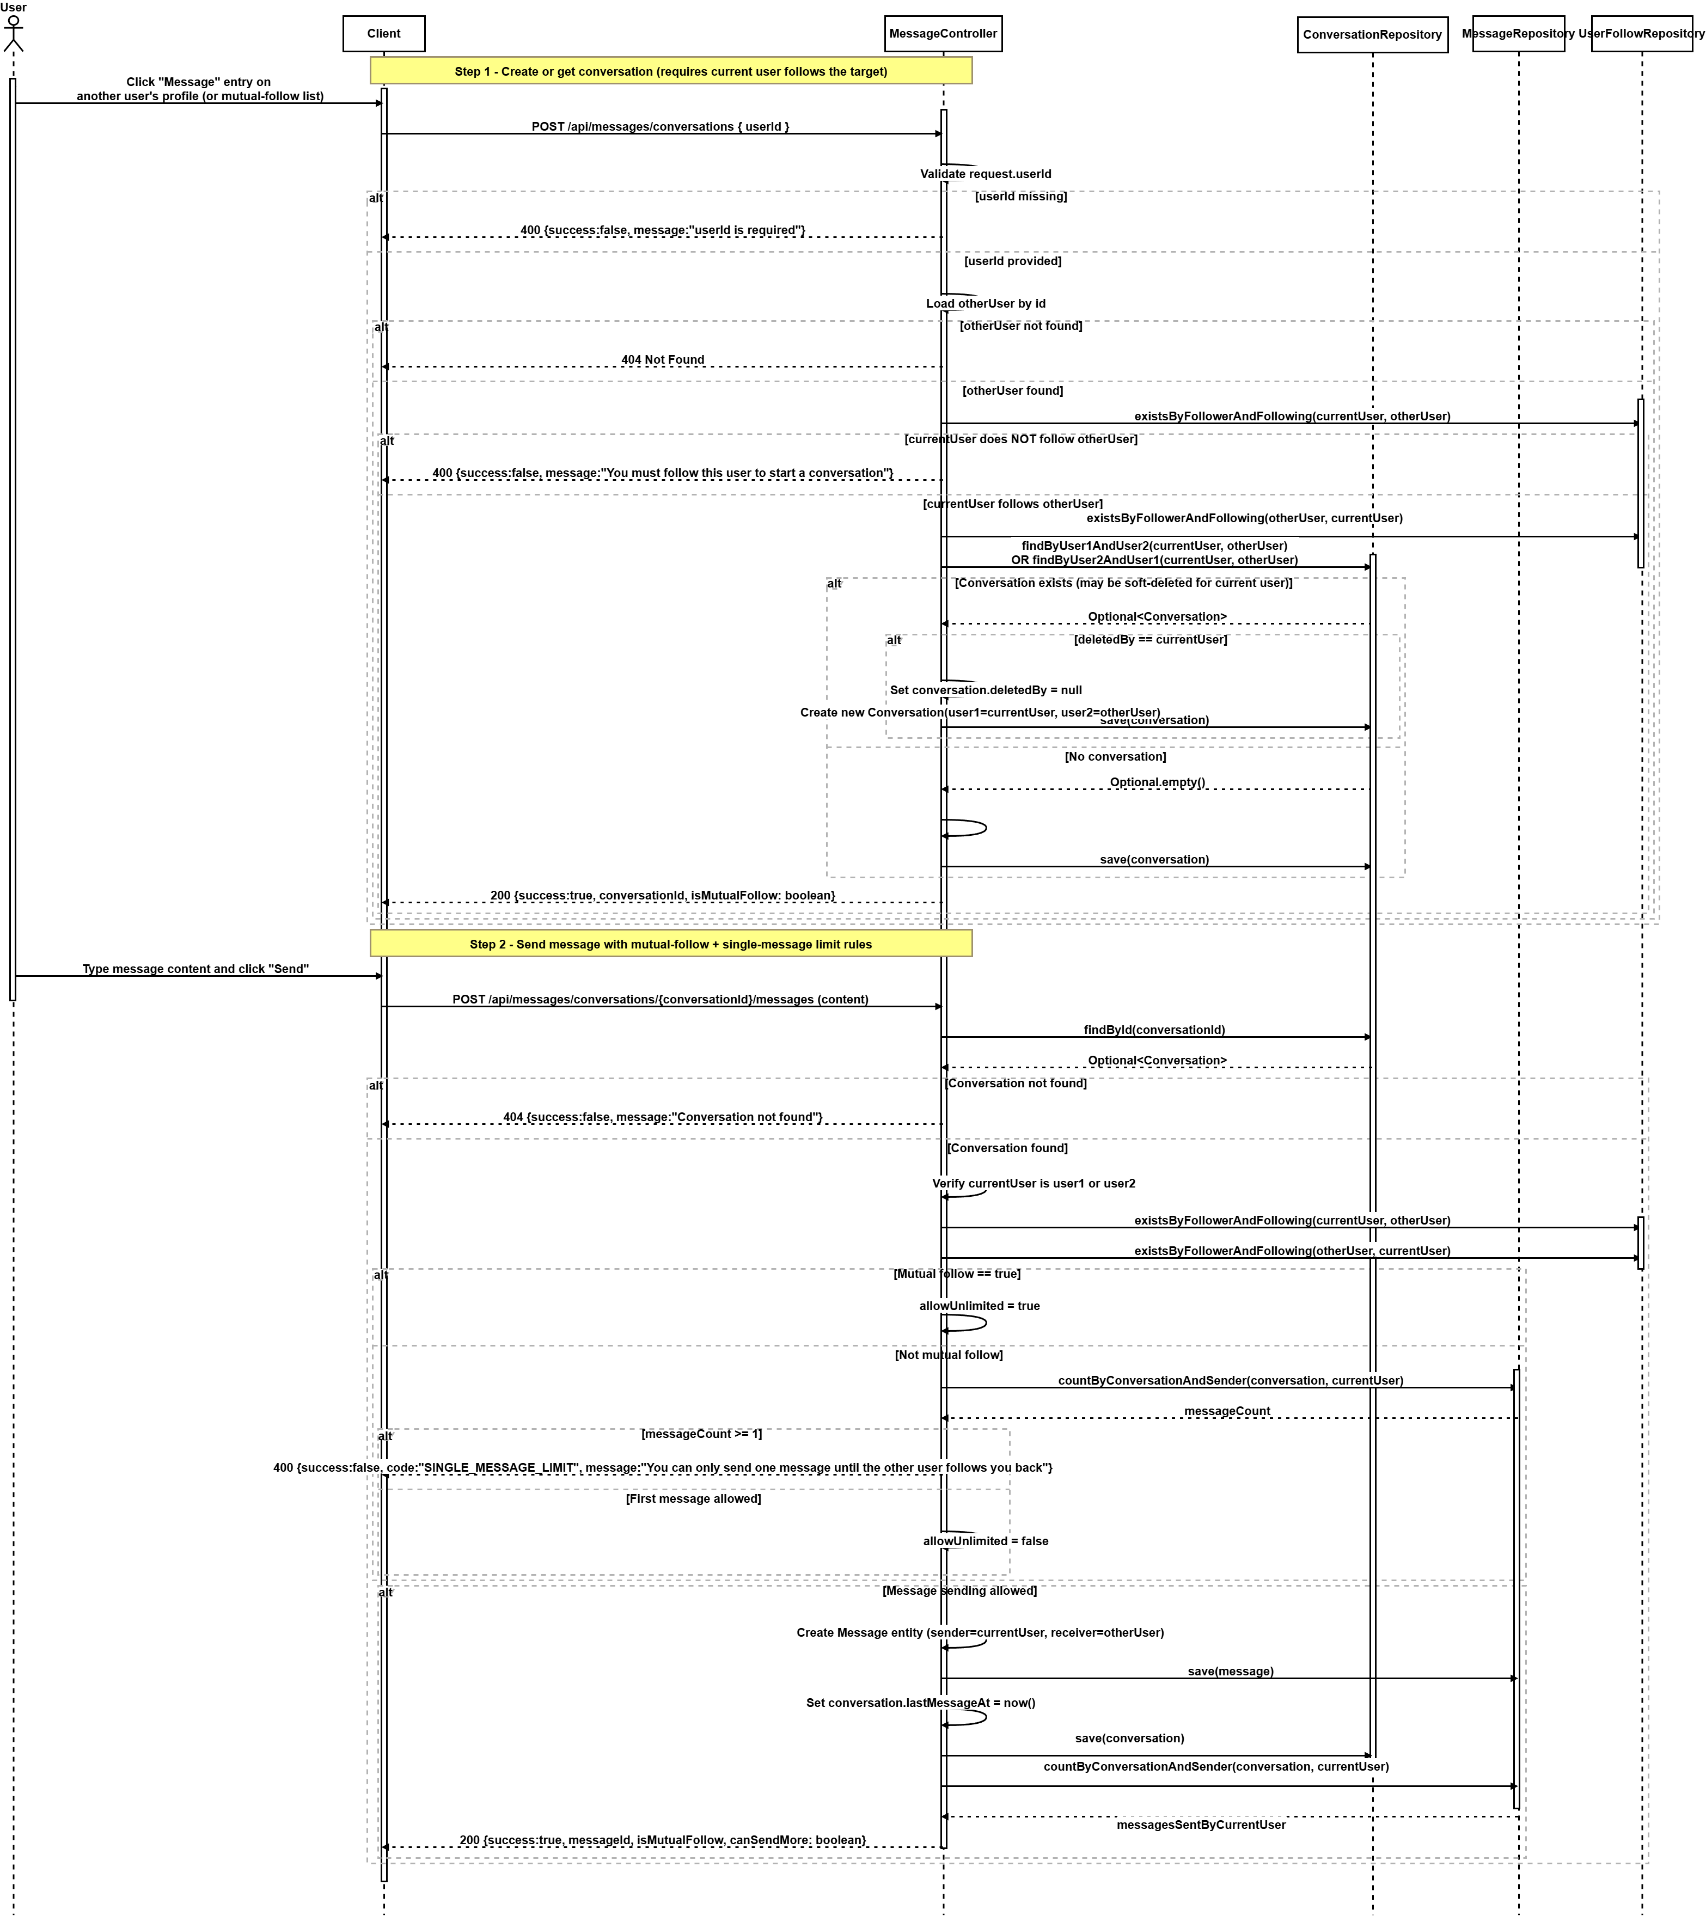 User
Client
MessageController
ConversationRepository
MessageRepository
UserFollowRepository
Step 1 - Create or get conversation (requires current user follows the target)
Click "Message" entry on
another user's profile (or mutual-follow list)
POST /api/messages/conversations { userId }
Validate request.userId
alt
[userId missing]
400 {success:false, message:"userId is required"}
[userId provided]
Load otherUser by id
alt
[otherUser not found]
404 Not Found
[otherUser found]
existsByFollowerAndFollowing(currentUser, otherUser)
alt
[currentUser does NOT follow otherUser]
400 {success:false, message:"You must follow this user to start a conversation"}
[currentUser follows otherUser]
existsByFollowerAndFollowing(otherUser, currentUser)
findByUser1AndUser2(currentUser, otherUser)
OR findByUser2AndUser1(currentUser, otherUser)
alt
[Conversation exists (may be soft-deleted for current user)]
Optional<Conversation>
alt
[deletedBy == currentUser]
Set conversation.deletedBy = null
Create new Conversation(user1=currentUser, user2=otherUser)
save(conversation)
[No conversation]
Optional.empty()
save(conversation)
200 {success:true, conversationId, isMutualFollow: boolean}
Step 2 - Send message with mutual-follow + single-message limit rules
Type message content and click "Send"
POST /api/messages/conversations/{conversationId}/messages (content)
findById(conversationId)
Optional<Conversation>
alt
[Conversation not found]
404 {success:false, message:"Conversation not found"}
[Conversation found]
Verify currentUser is user1 or user2
existsByFollowerAndFollowing(currentUser, otherUser)
existsByFollowerAndFollowing(otherUser, currentUser)
alt
[Mutual follow == true]
allowUnlimited = true
[Not mutual follow]
countByConversationAndSender(conversation, currentUser)
messageCount
alt
[messageCount >= 1]
400 {success:false, code:"SINGLE_MESSAGE_LIMIT", message:"You can only send one message until the other user follows you back"}
[First message allowed]
allowUnlimited = false
alt
[Message sending allowed]
Create Message entity (sender=currentUser, receiver=otherUser)
save(message)
Set conversation.lastMessageAt = now()
save(conversation)
countByConversationAndSender(conversation, currentUser)
messagesSentByCurrentUser
200 {success:true, messageId, isMutualFollow, canSendMore: boolean}